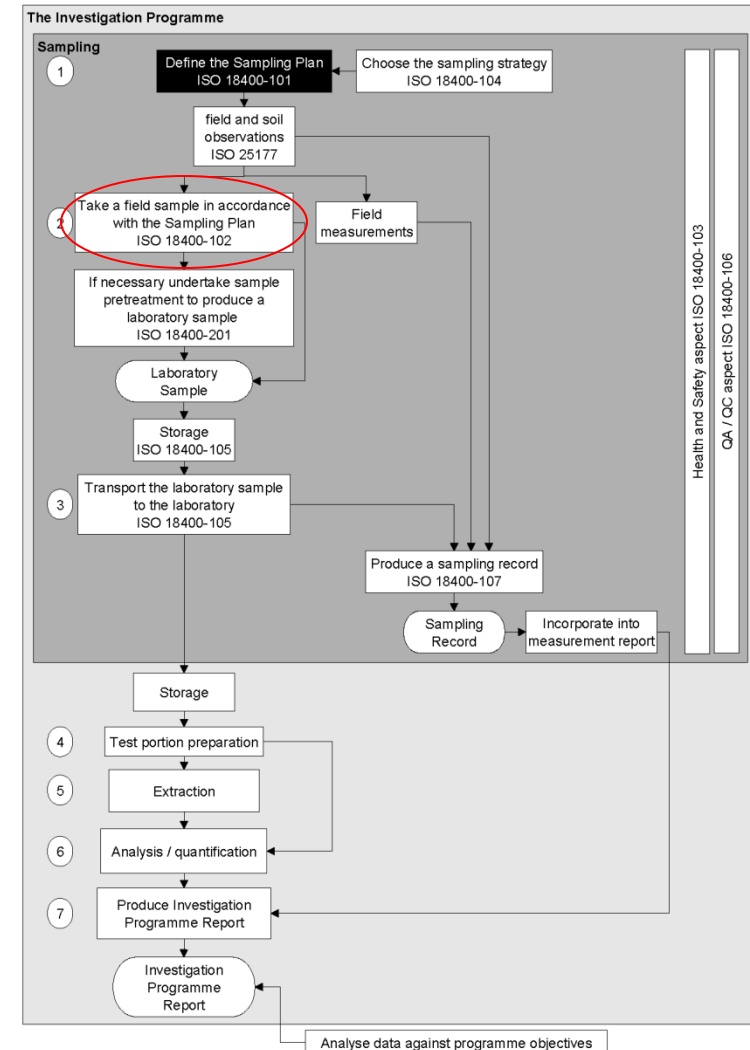 The Investigation Programme
Sampling
1
Define the Sampling Plan
ISO 18400-101
Choose the sampling strategy
ISO 18400-104
field and soil
observations
ISO 25177
2
Take a field sample in accordance
with the Sampling Plan
ISO 18400-102
Field
measurements
If necessary undertake sample
pretreatment to produce a
laboratory sample
ISO 18400-201
Laboratory
Sample
Storage
ISO 18400-105
3
Transport the laboratory sample
to the laboratory
ISO 18400-105
Produce a sampling record
ISO 18400-107
Sampling
Record
Incorporate into
measurement report
Health and Safety aspect ISO 18400-103
QA / QC aspect ISO 18400-106
Storage
4
Test portion preparation
5
Extraction
6
Analysis / quantification
7
Produce Investigation
Programme Report
Investigation
Programme
Report
Analyse data against programme objectives